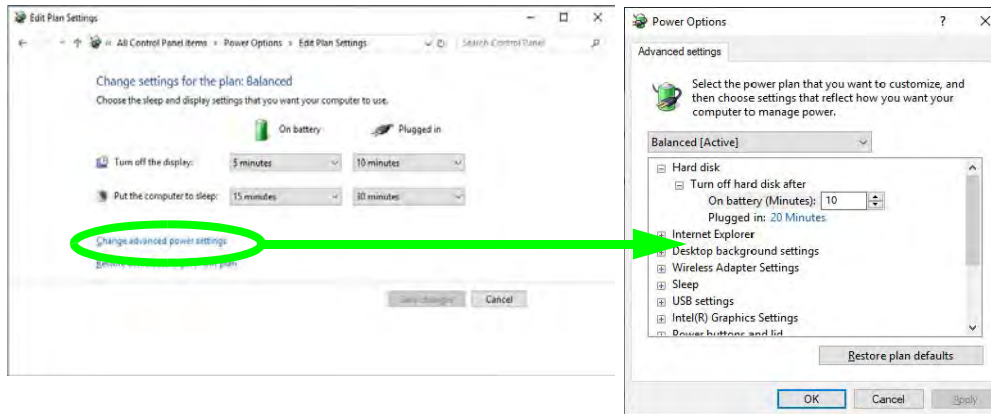 Edit Plan Settings
« All Control Panel Items › Power Options › Edit Plan Settings
Search Control Panel
Change settings for the plan: Balanced
Choose the sleep and display settings that you want your computer to use.
On battery
Plugged in
Turn off the display:
5 minutes
10 minutes
Put the computer to sleep:
15 minutes
30 minutes
Change advanced power settings
plan
Save changes
Cancel
Power Options
?
Advanced settings
Select the power plan that you want to customize, and
then choose settings that reflect how you want your
computer to manage power.
Balanced [Active]
Hard disk
Turn off hard disk after
On battery (Minutes): 10
Plugged in: 20 Minutes
Internet Explorer
Desktop background settings
Wireless Adapter Settings
Sleep
USB settings
Intel(R) Graphics Settings
Power buttons and lid
Restore plan defaults
OK
Cancel
Apply